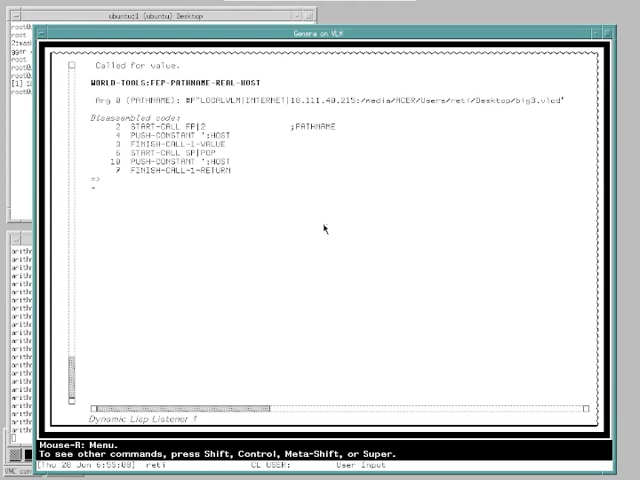 ubuntu:1 (ubuntu) Desktop
Genera on VLM
Called for value.
WORLD-TOOLS:FEP-PATHNAME-REAL-HOST
Arg 0 (PATHNAME): #P"LOCALVLM|INTERNET|18.111.40.215:/media/ACER/Users/reti/Desktop/big3.vlod"
Disassembled code:
2 START-CALL FP|2 ;PATHNAME
4 PUSH-CONSTANT ':HOST
3 FINISH-CALL-1-VALUE
6 START-CALL SP|POP
10 PUSH-CONSTANT ':HOST
7 FINISH-CALL-1-RETURN
=>
Dynamic Lisp Listener 1
Mouse-R: Menu.
To see other commands, press Shift, Control, Meta-Shift, or Super.
[Thu 28 Jun 6:55:08] reti CL USER: User Input